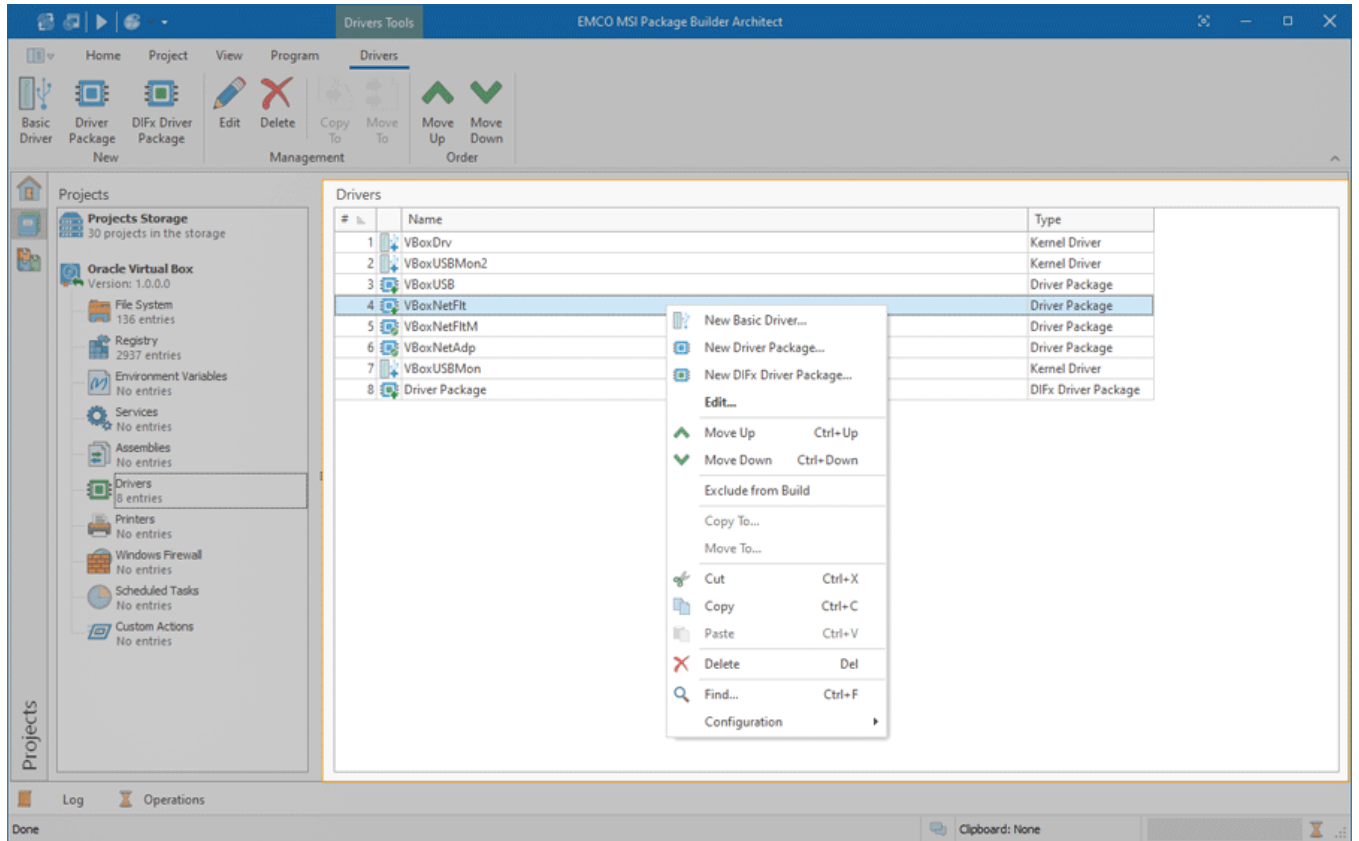 Drivers Tools
EMCO MSI Package Builder Architect
Home Project View Program Drivers
Basic Driver
Driver Package
DIFx Driver Package
New
Edit
Delete
Copy To
Move To
Management
Move Up
Move Down
Order
Projects
Projects
Projects Storage
30 projects in the storage
Oracle Virtual Box
Version: 1.0.0.0
File System
136 entries
Registry
2937 entries
Environment Variables
No entries
Services
No entries
Assemblies
No entries
Drivers
8 entries
Printers
No entries
Windows Firewall
No entries
Scheduled Tasks
No entries
Custom Actions
No entries
Drivers
# Name Type
1 VBoxDrv Kernel Driver
2 VBoxUSBMon2 Kernel Driver
3 VBoxUSB Driver Package
4 VBoxNetFlt Driver Package
5 VBoxNetFltM Driver Package
6 VBoxNetAdp Driver Package
7 VBoxUSBMon Kernel Driver
8 Driver Package DIFx Driver Package
New Basic Driver...
New Driver Package...
New DIFx Driver Package...
Edit...
Move Up Ctrl+Up
Move Down Ctrl+Down
Exclude from Build
Copy To...
Move To...
Cut Ctrl+X
Copy Ctrl+C
Paste Ctrl+V
Delete Del
Find... Ctrl+F
Configuration
Log Operations
Done
Clipboard: None